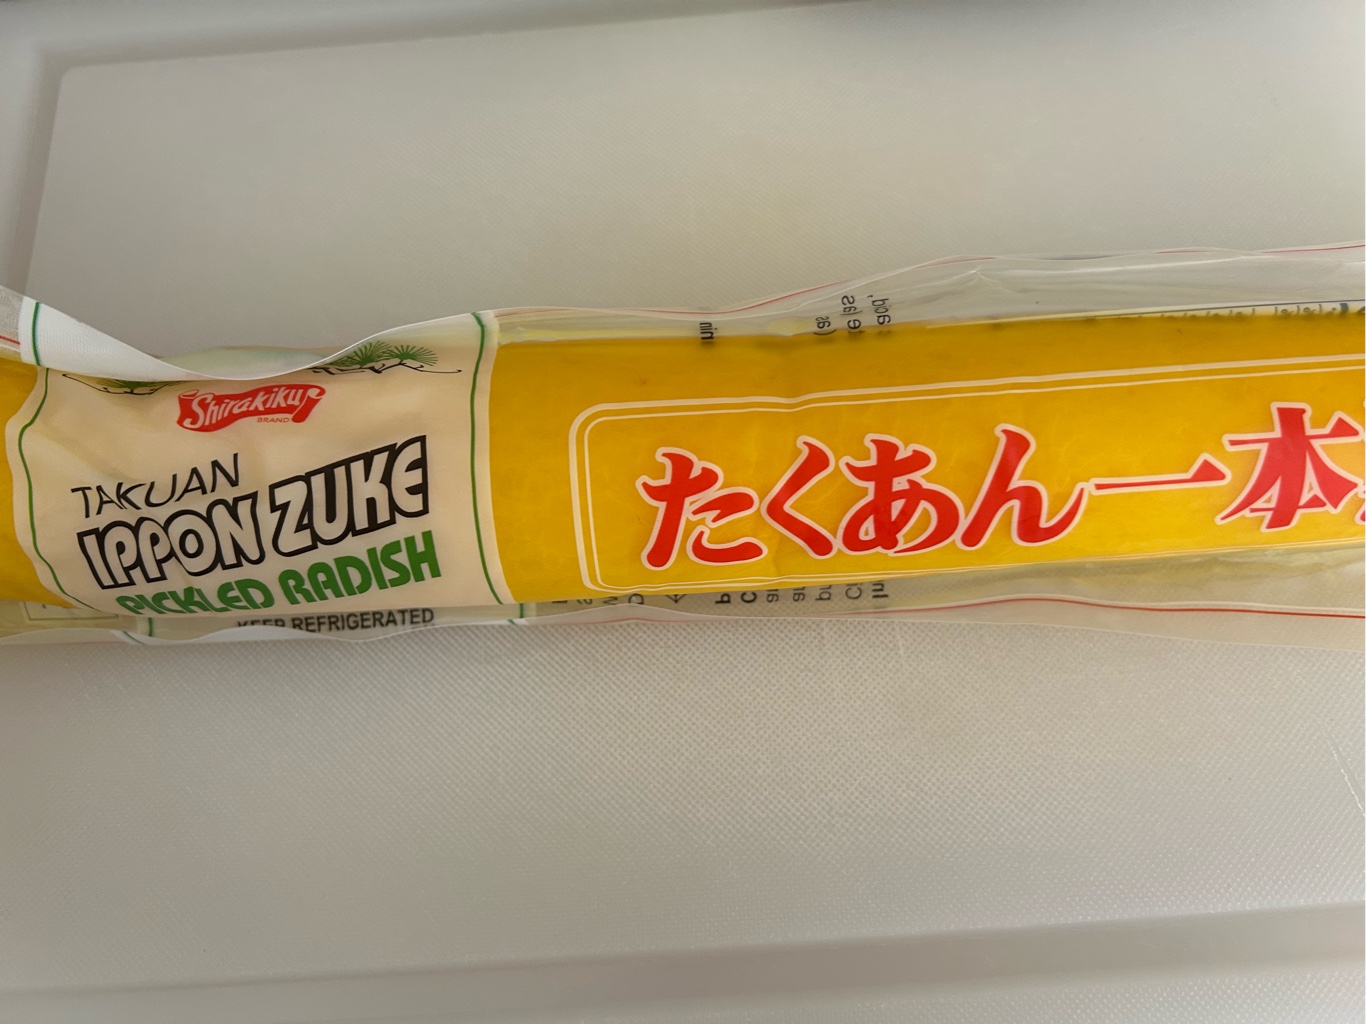 Shirakiku
BRAND
TAKUAN
IPPON ZUKE
PICKLED RADISH
KEEP REFRIGERATED
たくあん一本